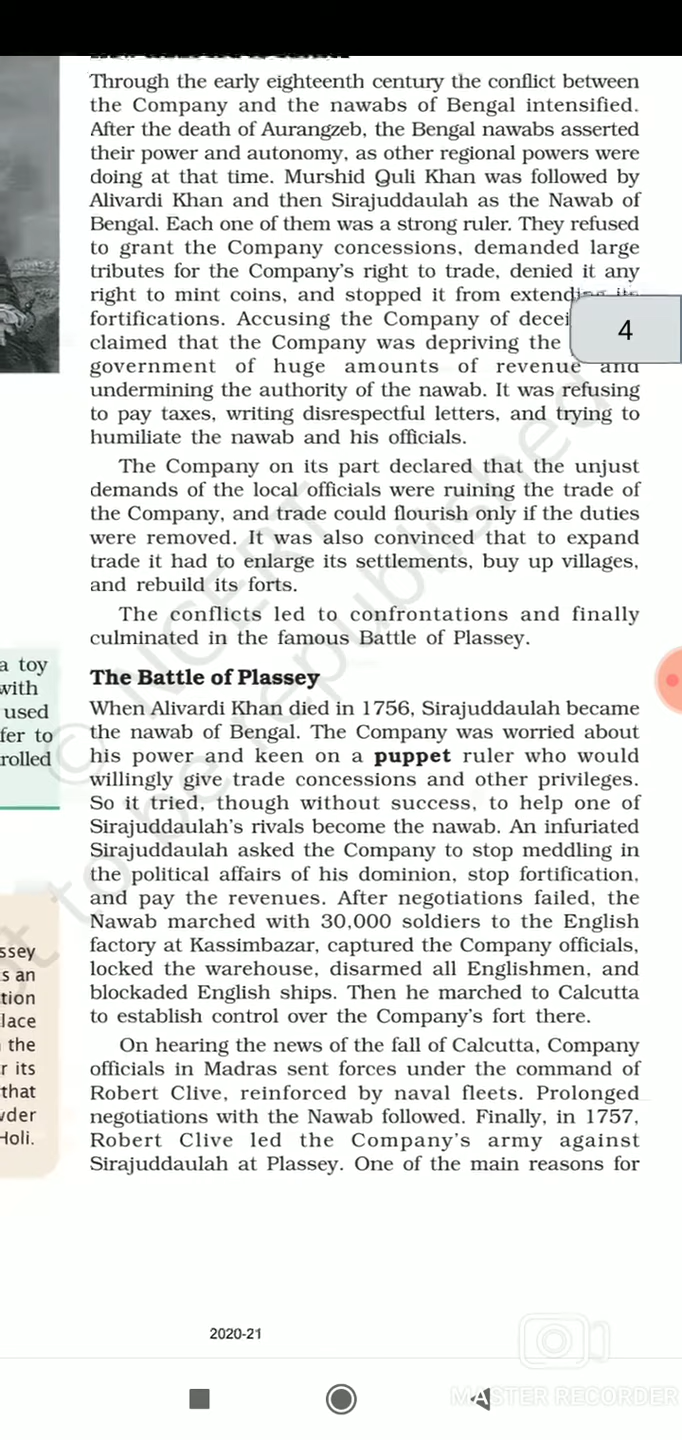 Through the early eighteenth century the conflict between
the Company and the nawabs of Bengal intensified.
After the death of Aurangzeb, the Bengal nawabs asserted
their power and autonomy, as other regional powers were
doing at that time. Murshid Quli Khan was followed by
Alivardi Khan and then Sirajuddaulah as the Nawab of
Bengal. Each one of them was a strong ruler. They refused
to grant the Company concessions, demanded large
tributes for the Company's right to trade, denied it any
right to mint coins, and stopped it from extending its
fortifications. Accusing the Company of decei
claimed that the Company was depriving the
government of huge amounts of revenue and
undermining the authority of the nawab. It was refusing
to pay taxes, writing disrespectful letters, and trying to
humiliate the nawab and his officials.
4
The Company on its part declared that the unjust
demands of the local officials were ruining the trade of
the Company, and trade could flourish only if the duties
were removed. It was also convinced that to expand
trade it had to enlarge its settlements, buy up villages,
and rebuild its forts.
The conflicts led to confrontations and finally
culminated in the famous Battle of Plassey.
The Battle of Plassey
When Alivardi Khan died in 1756, Sirajuddaulah became
the nawab of Bengal. The Company was worried about
his power and keen on a puppet ruler who would
willingly give trade concessions and other privileges.
So it tried, though without success, to help one of
Sirajuddaulah's rivals become the nawab. An infuriated
Sirajuddaulah asked the Company to stop meddling in
the political affairs of his dominion, stop fortification,
and pay the revenues. After negotiations failed, the
Nawab marched with 30,000 soldiers to the English
factory at Kassimbazar, captured the Company officials,
locked the warehouse, disarmed all Englishmen, and
blockaded English ships. Then he marched to Calcutta
to establish control over the Company's fort there.
On hearing the news of the fall of Calcutta, Company
officials in Madras sent forces under the command of
Robert Clive, reinforced by naval fleets. Prolonged
negotiations with the Nawab followed. Finally, in 1757,
Robert Clive led the Company's army against
Sirajuddaulah at Plassey. One of the main reasons for
a toy
with
used
fer to
rolled
ssey
s an
tion
lace
the
r its
that
wder
Holi.
© NCERT
not to be republished
2020-21
MASTER RECORDER